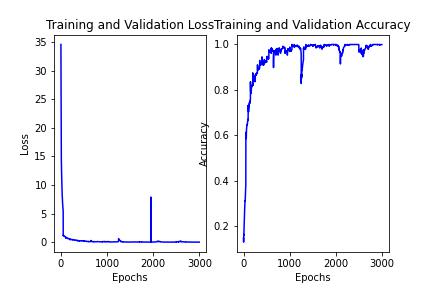 Training and Validation Loss
35
30
25
20
15
10
5
0
Loss
0 1000 2000 3000
Epochs
Training and Validation Accuracy
1.0
0.8
0.6
0.4
0.2
Accuracy
0 1000 2000 3000
Epochs